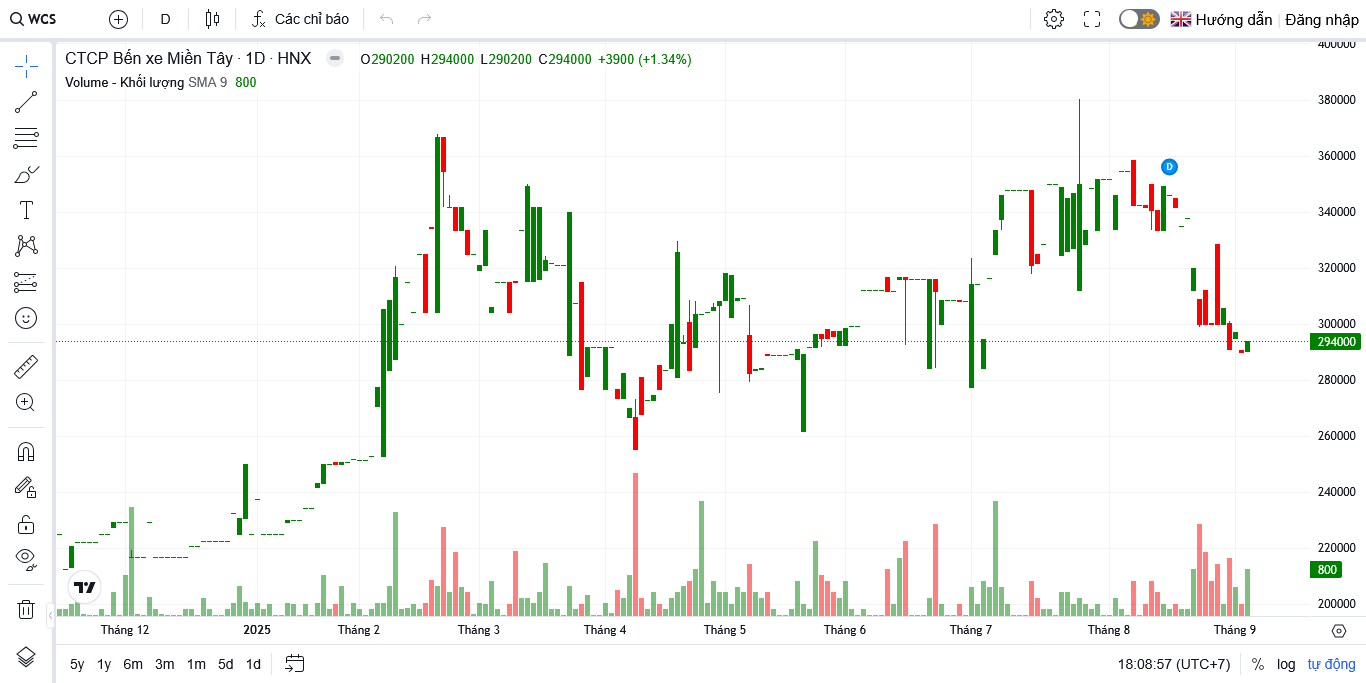 WCS D Các chỉ báo Hướng dẫn Đăng nhập
CTCP Bến xe Miền Tây · 1D · HNX O290200 H294000 L290200 C294000 +3900 (+1.34%)
Volume - Khối lượng SMA 9 800
400000
380000
360000
D
340000
320000
300000
294000
280000
260000
240000
220000
800
200000
Tháng 12 2025 Tháng 2 Tháng 3 Tháng 4 Tháng 5 Tháng 6 Tháng 7 Tháng 8 Tháng 9
5y 1y 6m 3m 1m 5d 1d 18:08:57 (UTC+7) % log tự động